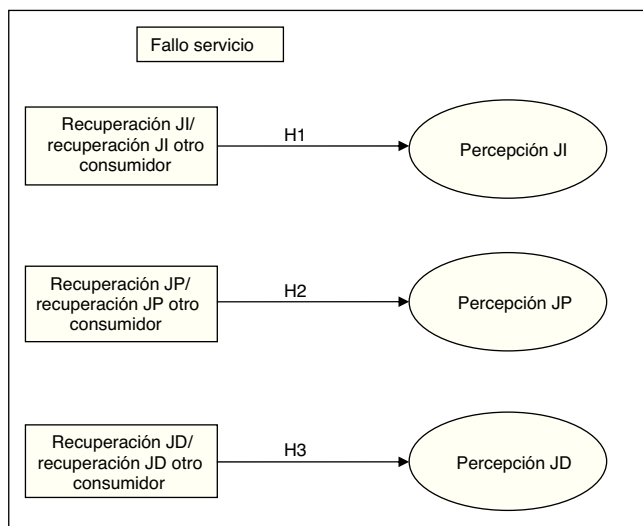 Fallo servicio
Recuperación JI/
recuperación JI otro
consumidor
H1
Percepción JI
Recuperación JP/
recuperación JP otro
consumidor
H2
Percepción JP
Recuperación JD/
recuperación JD otro
consumidor
H3
Percepción JD